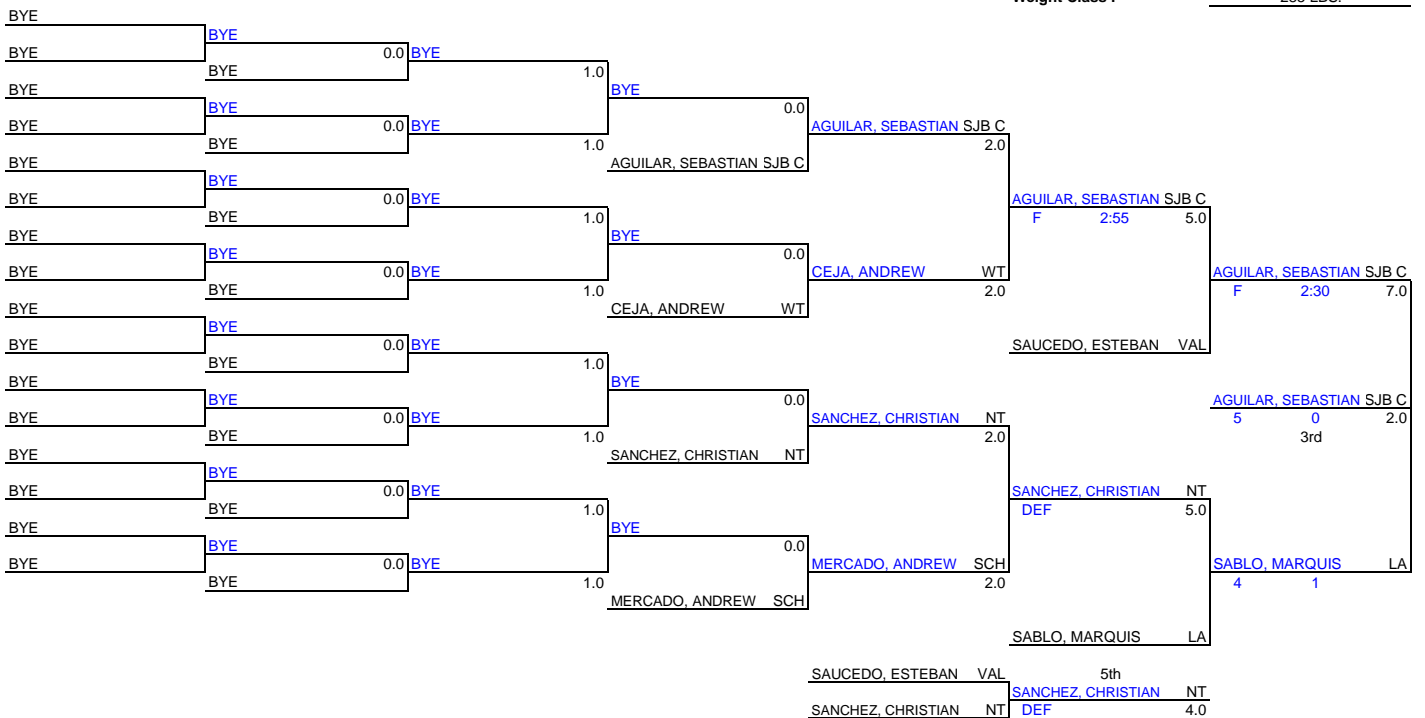 Weight Class :
BYE
BYE
BYE 0.0 BYE
BYE 1.0
BYE BYE
BYE 0.0
BYE 0.0 BYE AGUILAR, SEBASTIAN SJB C
BYE 1.0 2.0
BYE AGUILAR, SEBASTIAN SJB C
BYE
BYE 0.0 BYE AGUILAR, SEBASTIAN SJB C
BYE 1.0 F 2:55 5.0
BYE BYE
BYE 0.0
BYE 0.0 BYE CEJA, ANDREW WT AGUILAR, SEBASTIAN SJB C
BYE 1.0 2.0 F 2:30 7.0
BYE CEJA, ANDREW WT
BYE
BYE 0.0 BYE SAUCEDO, ESTEBAN VAL
BYE 1.0
BYE BYE
BYE 0.0 AGUILAR, SEBASTIAN SJB C
BYE 0.0 BYE SANCHEZ, CHRISTIAN NT 5 0 2.0
BYE 1.0 2.0 3rd
BYE SANCHEZ, CHRISTIAN NT
BYE
BYE 0.0 BYE SANCHEZ, CHRISTIAN NT
BYE 1.0 DEF 5.0
BYE BYE
BYE 0.0
BYE 0.0 BYE MERCADO, ANDREW SCH SABLO, MARQUIS LA
BYE 1.0 2.0 4 1
MERCADO, ANDREW SCH
SABLO, MARQUIS LA
SAUCEDO, ESTEBAN VAL 5th
SANCHEZ, CHRISTIAN NT
SANCHEZ, CHRISTIAN NT DEF 4.0